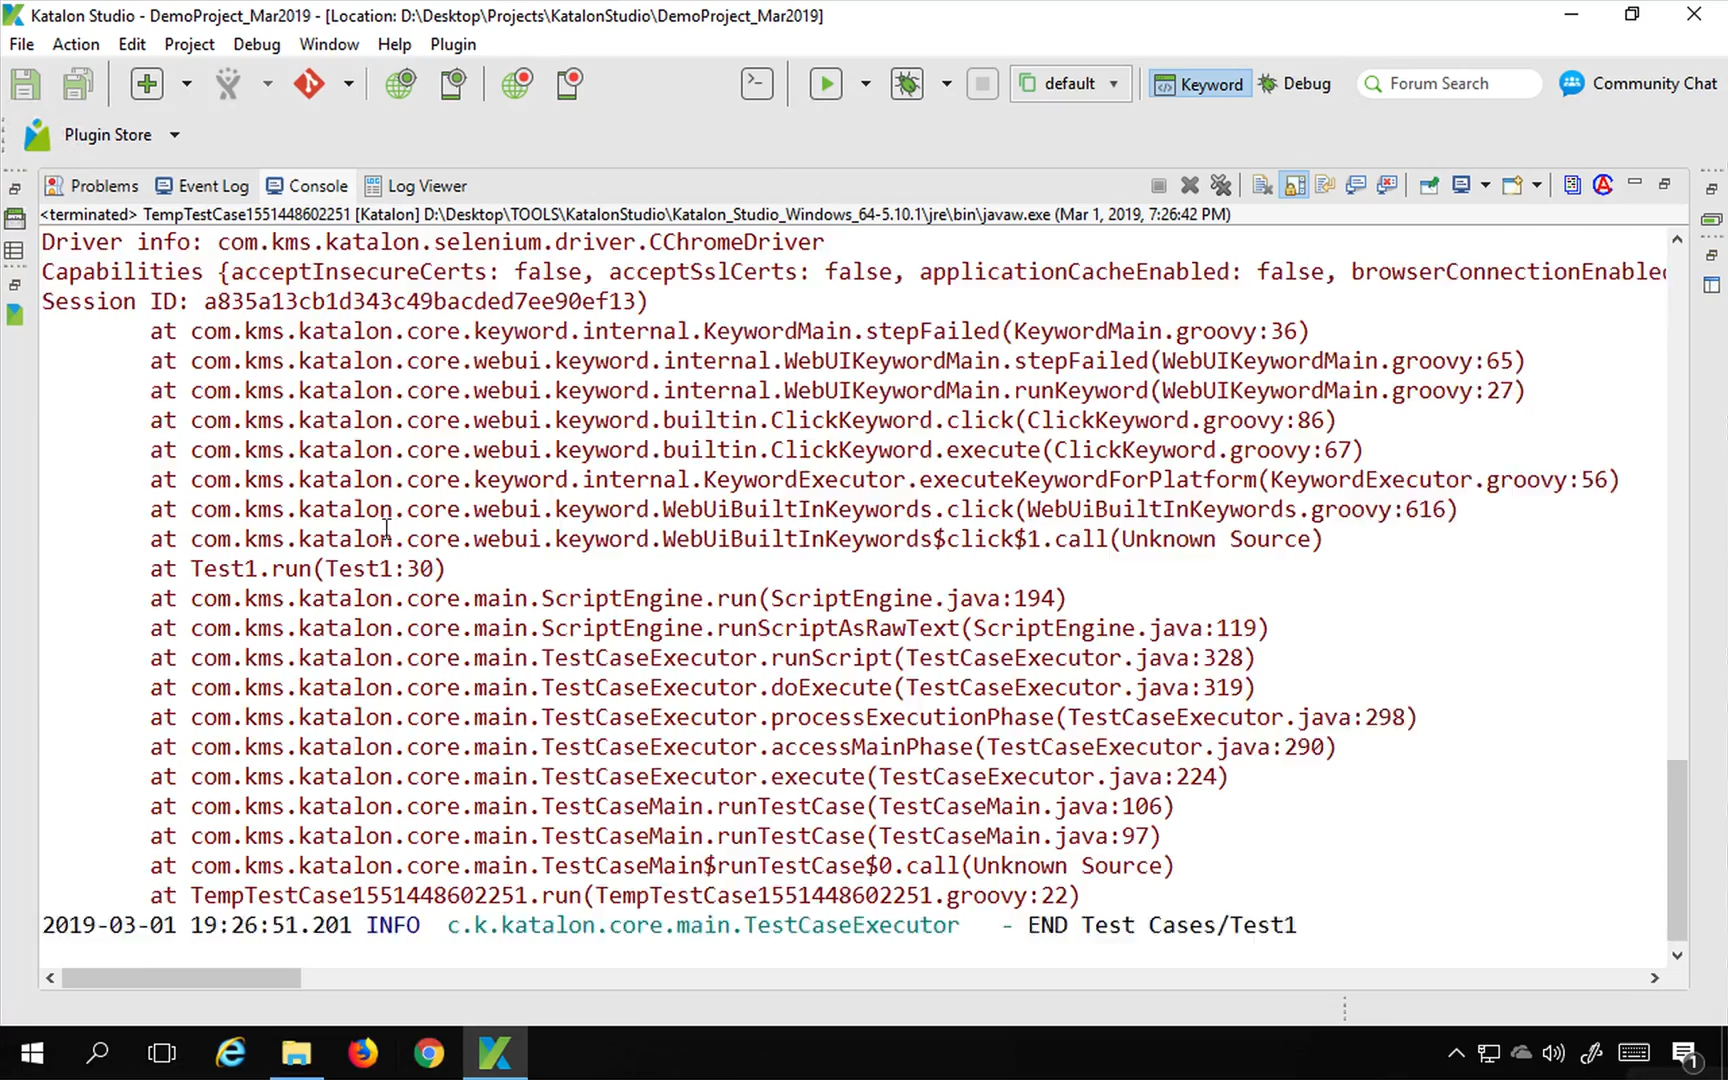 Katalon Studio - DemoProject_Mar2019 - [Location: D:\Desktop\Projects\KatalonStudio\DemoProject_Mar2019]
File Action Edit Project Debug Window Help Plugin
default Keyword Debug Forum Search Community Chat
Plugin Store
Problems Event Log Console Log Viewer
<terminated> TempTestCase1551448602251 [Katalon] D:\Desktop\TOOLS\KatalonStudio\Katalon_Studio_Windows_64-5.10.1\jre\bin\javaw.exe (Mar 1, 2019, 7:26:42 PM)
Driver info: com.kms.katalon.selenium.driver.CChromeDriver
Capabilities {acceptInsecureCerts: false, acceptSslCerts: false, applicationCacheEnabled: false, browserConnectionEnabled
Session ID: a835a13cb1d343c49bacded7ee90ef13)
at com.kms.katalon.core.keyword.internal.KeywordMain.stepFailed(KeywordMain.groovy:36)
at com.kms.katalon.core.webui.keyword.internal.WebUIKeywordMain.stepFailed(WebUIKeywordMain.groovy:65)
at com.kms.katalon.core.webui.keyword.internal.WebUIKeywordMain.runKeyword(WebUIKeywordMain.groovy:27)
at com.kms.katalon.core.webui.keyword.builtin.ClickKeyword.click(ClickKeyword.groovy:86)
at com.kms.katalon.core.webui.keyword.builtin.ClickKeyword.execute(ClickKeyword.groovy:67)
at com.kms.katalon.core.keyword.internal.KeywordExecutor.executeKeywordForPlatform(KeywordExecutor.groovy:56)
at com.kms.katalon.core.webui.keyword.WebUiBuiltInKeywords.click(WebUiBuiltInKeywords.groovy:616)
at com.kms.katalon.core.webui.keyword.WebUiBuiltInKeywords$click$1.call(Unknown Source)
at Test1.run(Test1:30)
at com.kms.katalon.core.main.ScriptEngine.run(ScriptEngine.java:194)
at com.kms.katalon.core.main.ScriptEngine.runScriptAsRawText(ScriptEngine.java:119)
at com.kms.katalon.core.main.TestCaseExecutor.runScript(TestCaseExecutor.java:328)
at com.kms.katalon.core.main.TestCaseExecutor.doExecute(TestCaseExecutor.java:319)
at com.kms.katalon.core.main.TestCaseExecutor.processExecutionPhase(TestCaseExecutor.java:298)
at com.kms.katalon.core.main.TestCaseExecutor.accessMainPhase(TestCaseExecutor.java:290)
at com.kms.katalon.core.main.TestCaseExecutor.execute(TestCaseExecutor.java:224)
at com.kms.katalon.core.main.TestCaseMain.runTestCase(TestCaseMain.java:106)
at com.kms.katalon.core.main.TestCaseMain.runTestCase(TestCaseMain.java:97)
at com.kms.katalon.core.main.TestCaseMain$runTestCase$0.call(Unknown Source)
at TempTestCase1551448602251.run(TempTestCase1551448602251.groovy:22)
2019-03-01 19:26:51.201 INFO c.k.katalon.core.main.TestCaseExecutor - END Test Cases/Test1
1